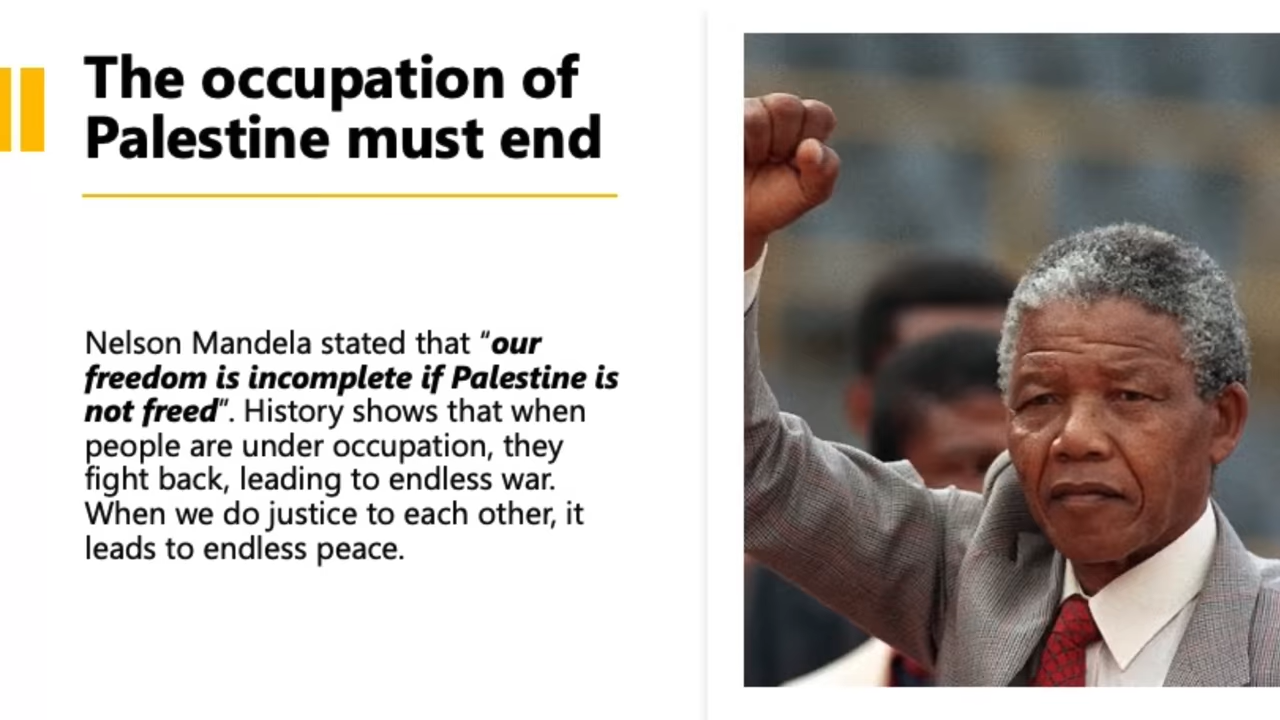 The occupation of
Palestine must end
Nelson Mandela stated that “our
freedom is incomplete if Palestine is
not freed”. History shows that when
people are under occupation, they
fight back, leading to endless war.
When we do justice to each other, it
leads to endless peace.